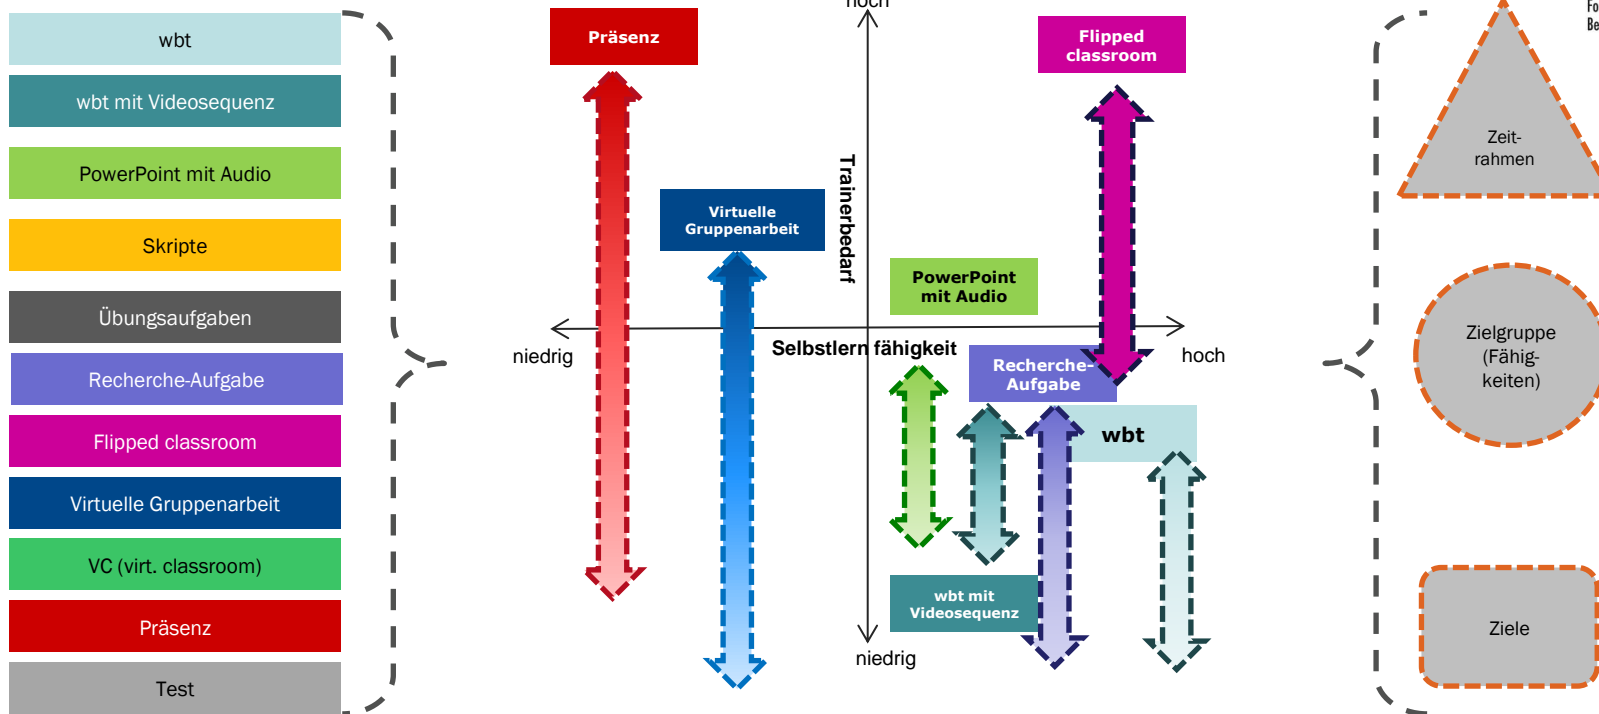 wbt
wbt mit Videosequenz
PowerPoint mit Audio
Skripte
Übungsaufgaben
Recherche-Aufgabe
Flipped classroom
Virtuelle Gruppenarbeit
VC (virt. classroom)
Präsenz
Test
hoch
Präsenz
Flipped
classroom
Trainerbedarf
Virtuelle
Gruppenarbeit
PowerPoint
mit Audio
niedrig
Selbstlern fähigkeit
hoch
Recherche-
Aufgabe
wbt
wbt mit
Videosequenz
niedrig
Fo
Be
Zeit-
rahmen
Zielgruppe
(Fähig-
keiten)
Ziele